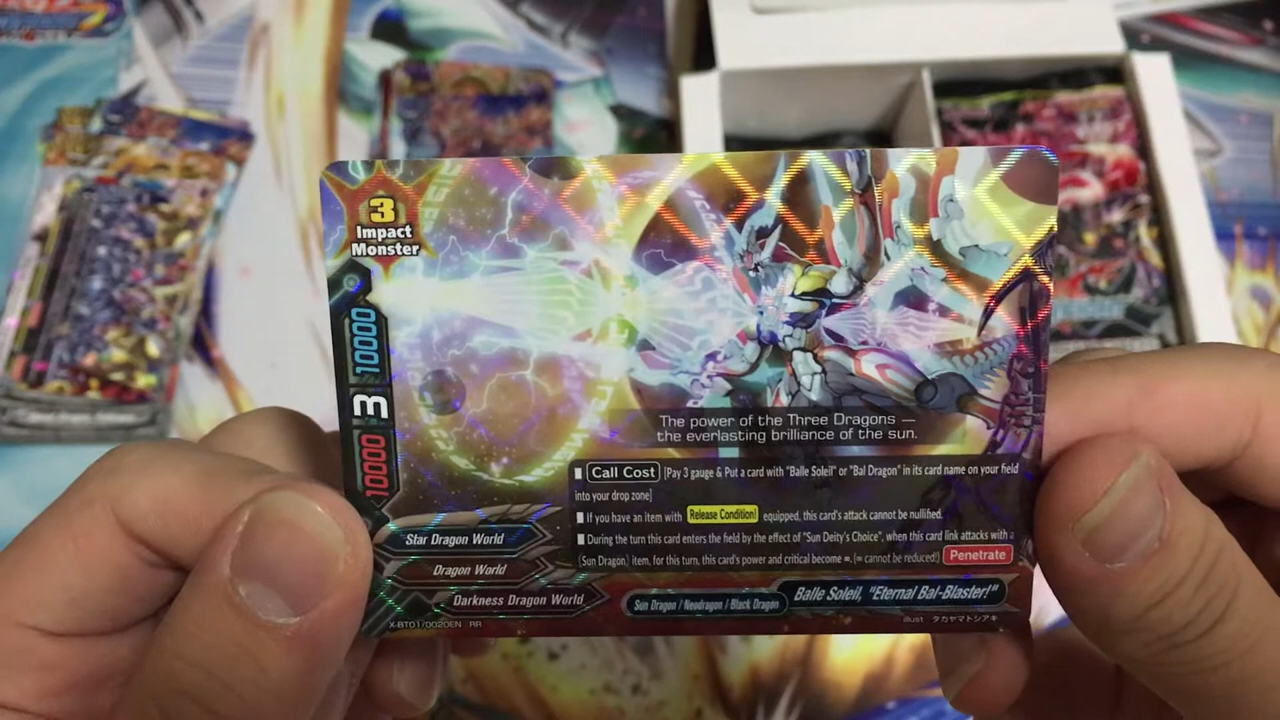 3
Impact
Monster
10000
3
10000
The power of the Three Dragons —
the everlasting brilliance of the sun.
Call Cost [Pay 3 gauge & Put a card with "Balle Soleil" or "Bal Dragon" in its card name on your field
into your drop zone]
If you have an item with Release Condition! equipped, this card's attack cannot be nullified.
During the turn this card enters the field by the effect of "Sun Deity's Choice", when this card link attacks with a
《Sun Dragon》 item, for this turn, this card's power and critical become ∞. (∞ cannot be reduced!) Penetrate
Star Dragon World
Dragon World
Darkness Dragon World
Sun Dragon / Neodragon / Black Dragon
Balle Soleil, "Eternal Bal-Blaster!"
X-BT01/0020EN RR
illust タカヤマトシアキ